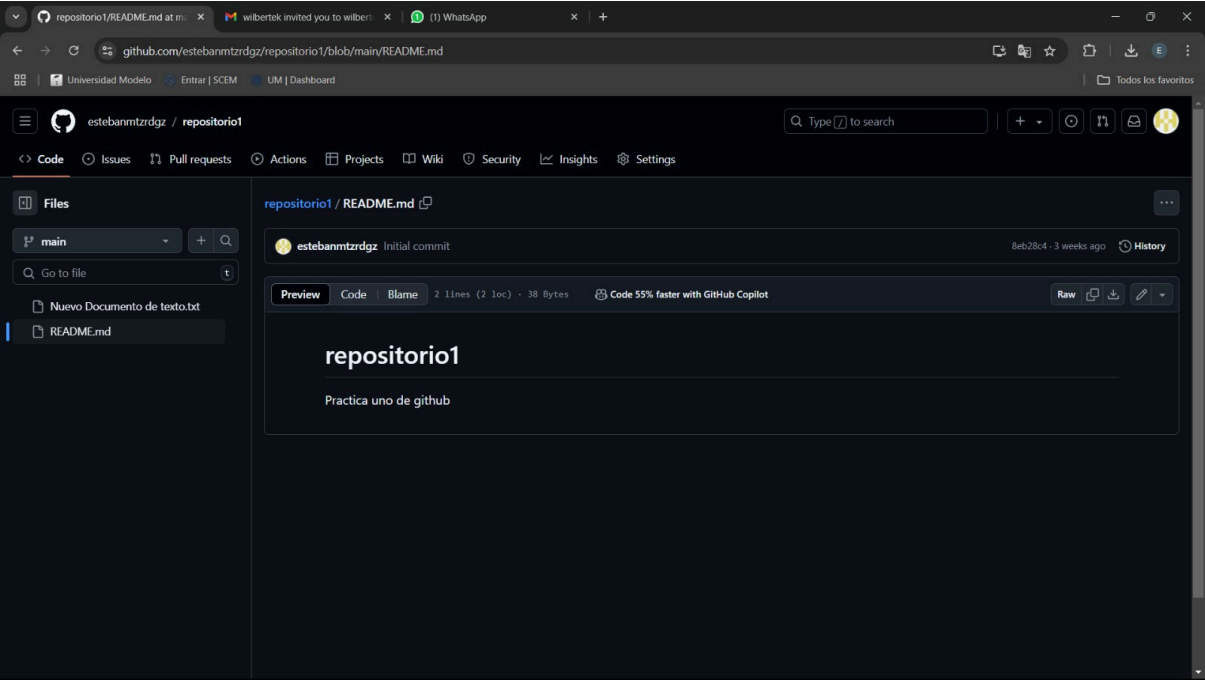 repositorio1/README.md at ma
wilbertek invited you to wilbert
(1) WhatsApp
github.com/estebanmtzrdgz/repositorio1/blob/main/README.md
E
Universidad Modelo
Entrar | SCEM
UM | Dashboard
Todos los favoritos
estebanmtzrdgz / repositorio1
Type / to search
Code
Issues
Pull requests
Actions
Projects
Wiki
Security
Insights
Settings
Files
repositorio1 / README.md
main
estebanmtzrdgz Initial commit
8eb28c4 · 3 weeks ago
History
Go to file
t
Preview
Code
Blame
2 lines (2 loc) · 38 Bytes
Code 55% faster with GitHub Copilot
Raw
Nuevo Documento de texto.txt
README.md
repositorio1
Practica uno de github